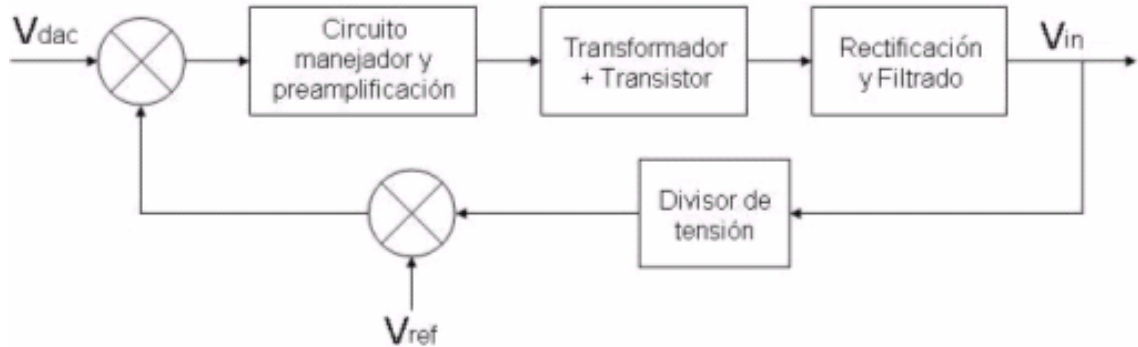 Vdac
Circuito
manejador y
preamplificación
Transformador
+ Transistor
Rectificación
y Filtrado
Vin
Divisor de
tensión
Vref